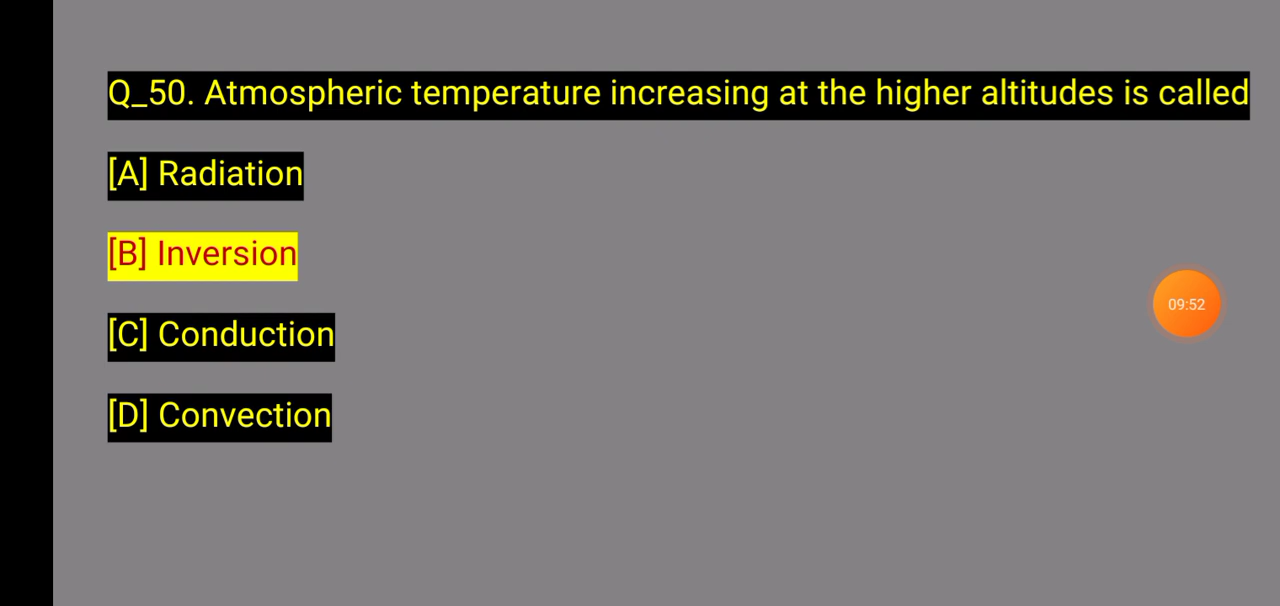 Q_50. Atmospheric temperature increasing at the higher altitudes is called
[A] Radiation
[B] Inversion
[C] Conduction
[D] Convection
09:52